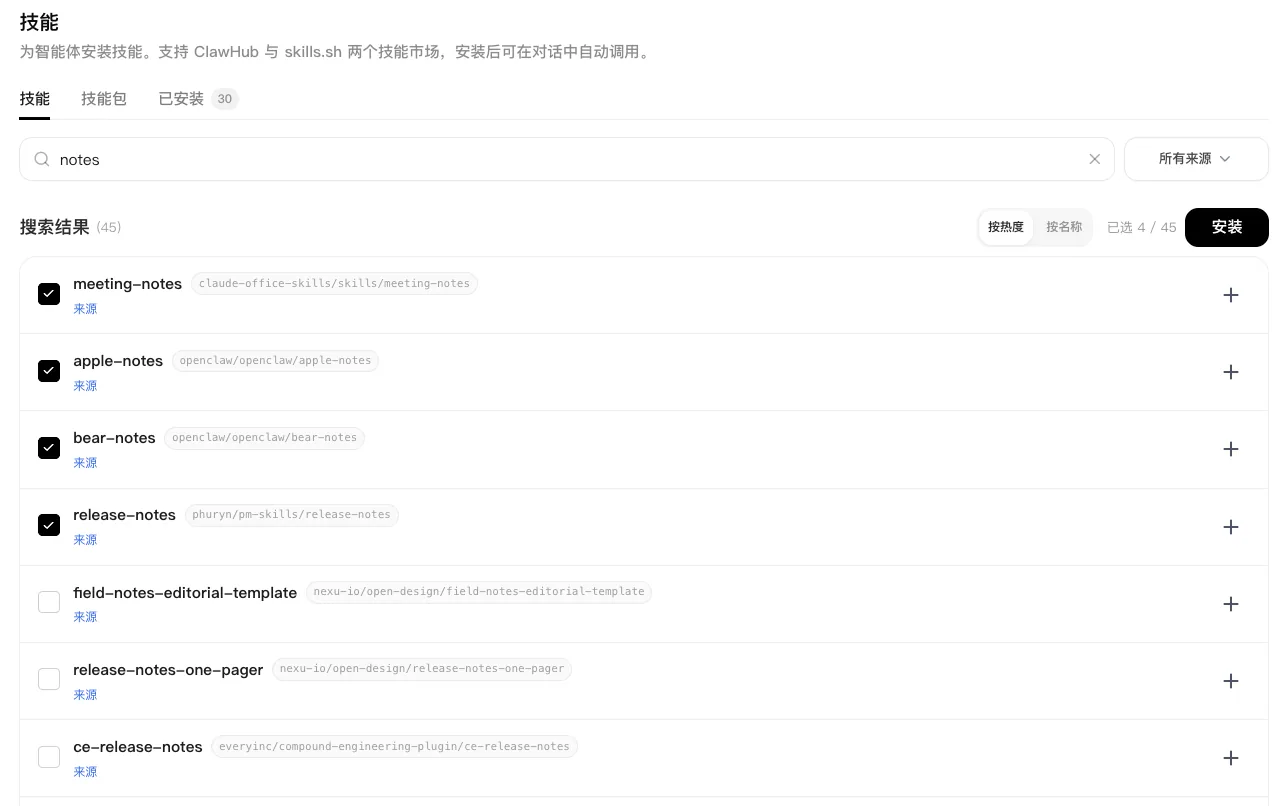 技能
为智能体安装技能。支持 ClawHub 与 skills.sh 两个技能市场，安装后可在对话中自动调用。
技能 技能包 已安装 30
notes 所有来源
搜索结果 (45) 按热度 按名称 已选 4 / 45 安装
meeting-notes claude-office-skills/skills/meeting-notes
来源
apple-notes openclaw/openclaw/apple-notes
来源
bear-notes openclaw/openclaw/bear-notes
来源
release-notes phuryn/pm-skills/release-notes
来源
field-notes-editorial-template nexu-io/open-design/field-notes-editorial-template
来源
release-notes-one-pager nexu-io/open-design/release-notes-one-pager
来源
ce-release-notes everyinc/compound-engineering-plugin/ce-release-notes
来源